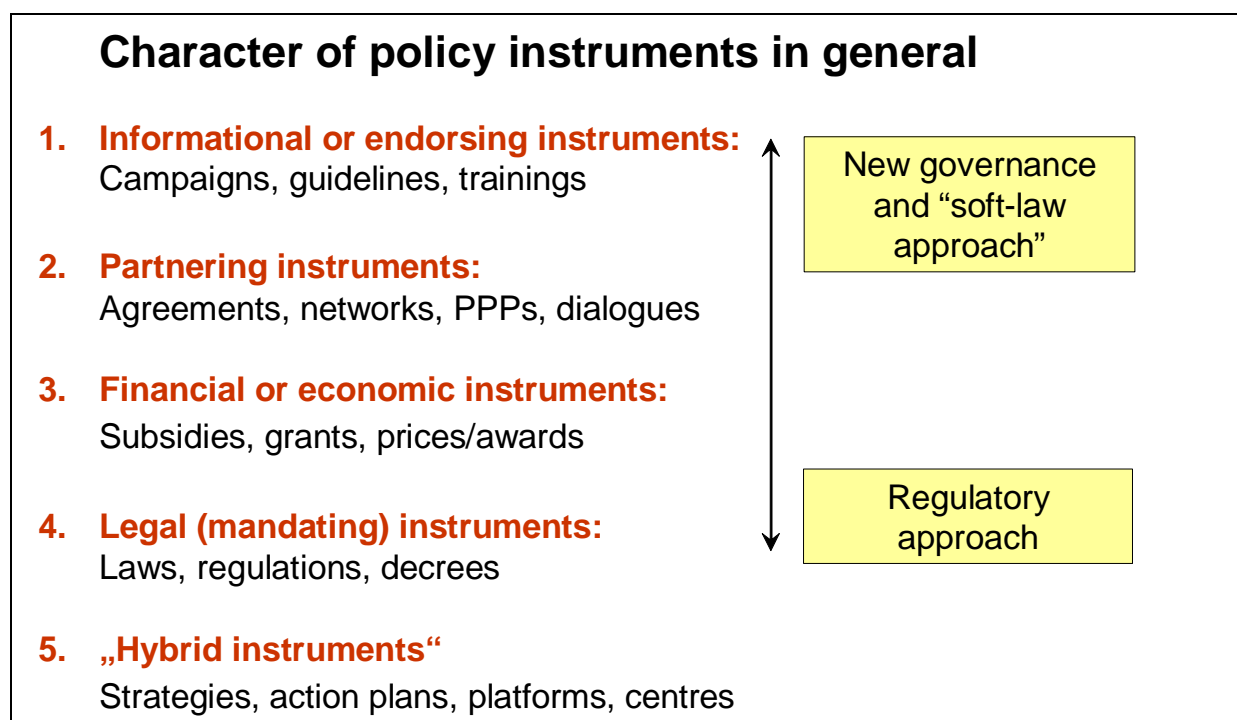 Character of policy instruments in general
1. Informational or endorsing instruments:
Campaigns, guidelines, trainings
2. Partnering instruments:
Agreements, networks, PPPs, dialogues
3. Financial or economic instruments:
Subsidies, grants, prices/awards
4. Legal (mandating) instruments:
Laws, regulations, decrees
5. „Hybrid instruments“
Strategies, action plans, platforms, centres
New governance
and “soft-law
approach”
Regulatory
approach